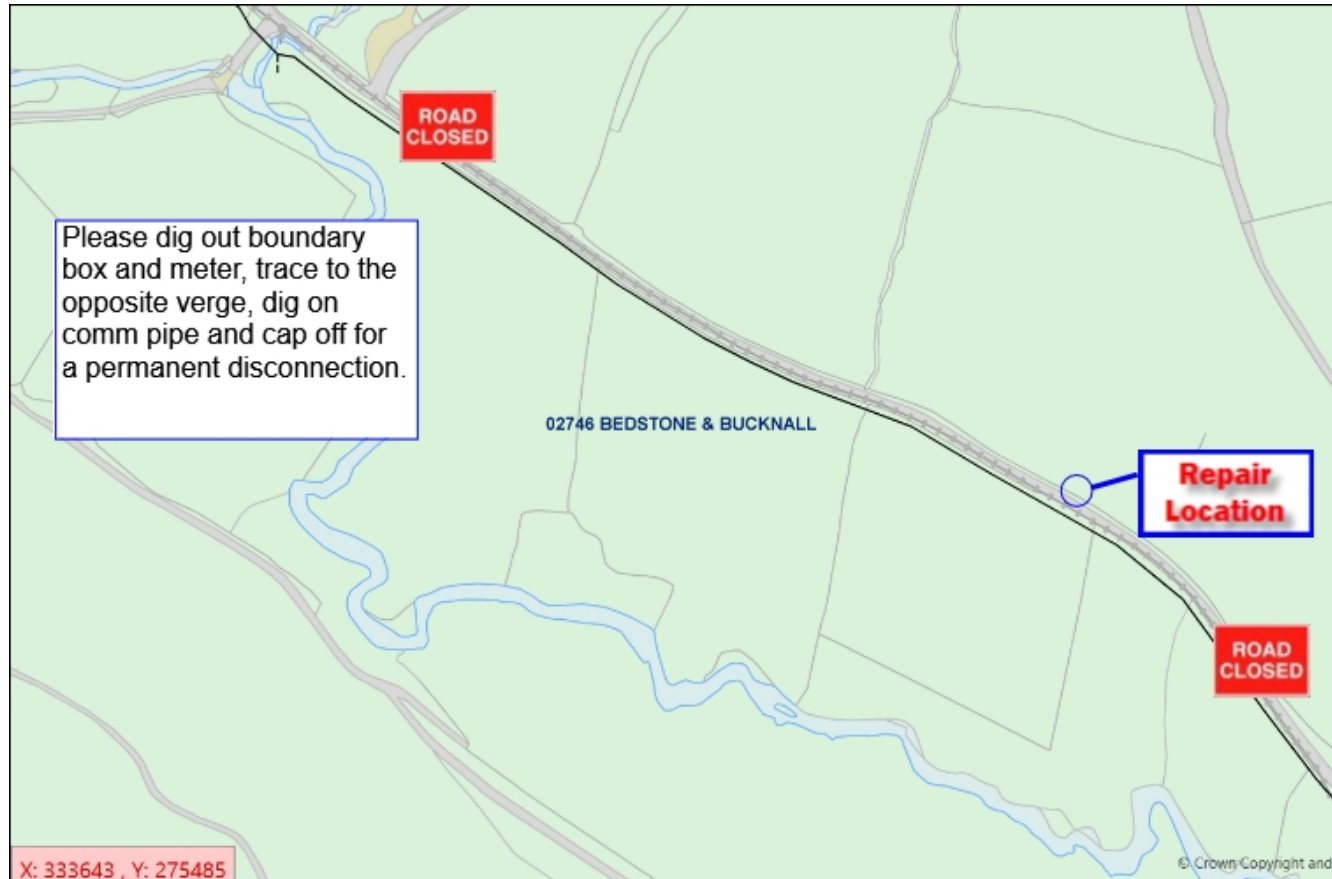 ROAD
CLOSED
Please dig out boundary
box and meter, trace to the
opposite verge, dig on
comm pipe and cap off for
a permanent disconnection.
02746 BEDSTONE & BUCKNALL
Repair
Location
ROAD
CLOSED
X: 333643 , Y: 275485
© Crown Copyright and